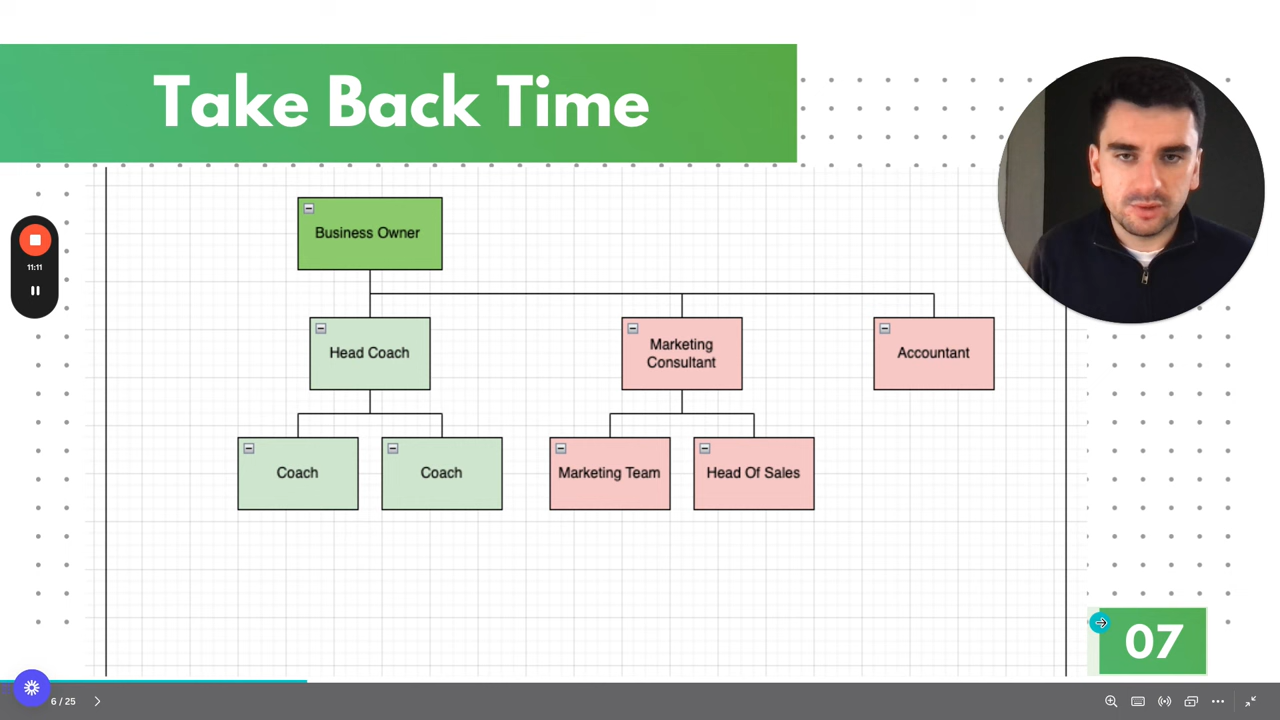 Take Back Time
Business Owner
11:11
Head Coach
Marketing
Consultant
Accountant
Coach
Coach
Marketing Team
Head Of Sales
07
6 / 25